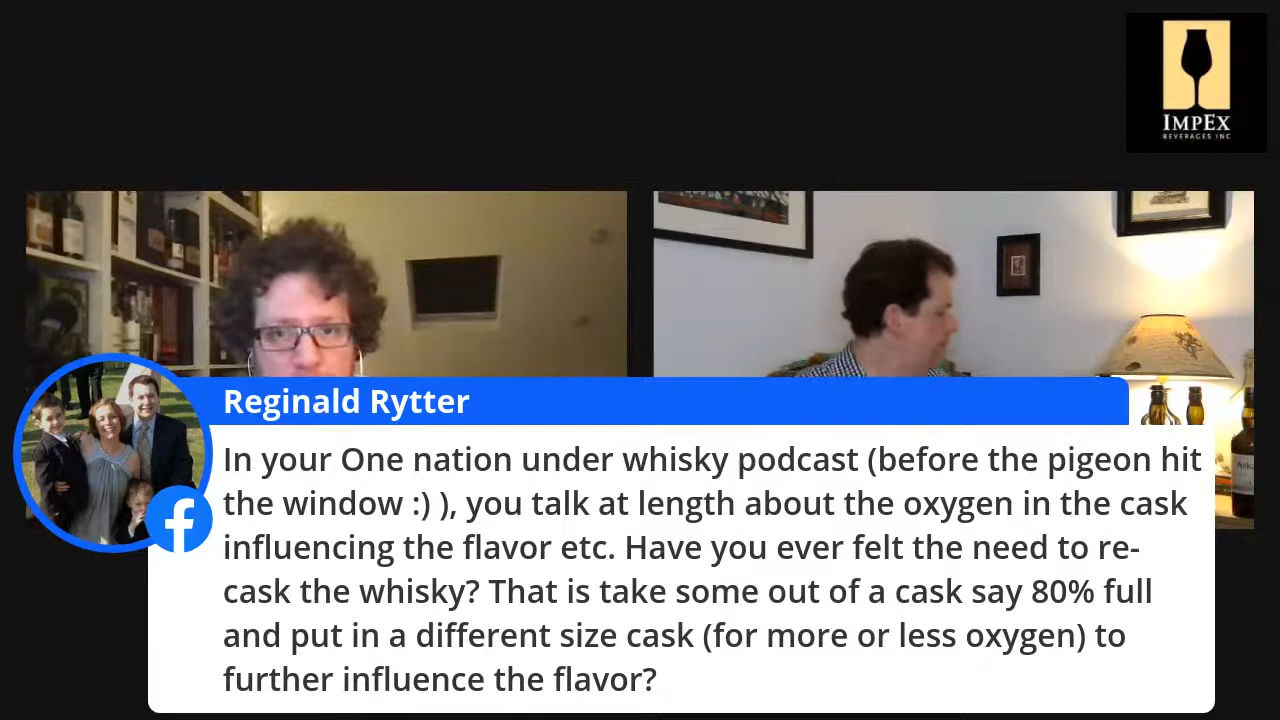 IMPEX
BEVERAGES INC
Reginald Rytter
In your One nation under whisky podcast (before the pigeon hit
the window :) ), you talk at length about the oxygen in the cask
influencing the flavor etc. Have you ever felt the need to re-
cask the whisky? That is take some out of a cask say 80% full
and put in a different size cask (for more or less oxygen) to
further influence the flavor?